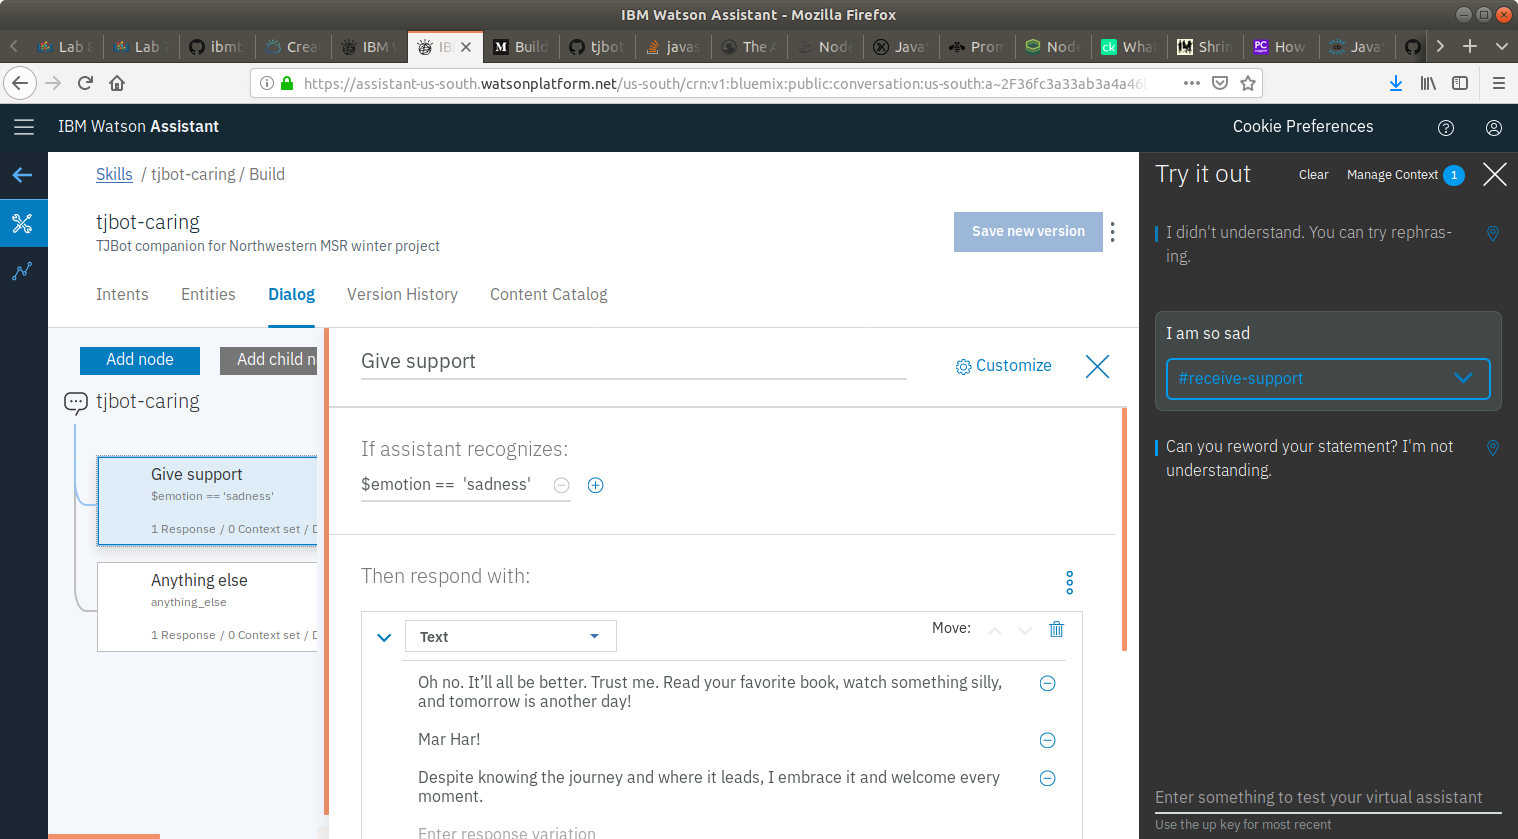 IBM Watson Assistant - Mozilla Firefox
Lab
Lab
ibmt
Crea
IBM
IB
Build
tjbot
javas
The A
Node
Java
Pron
Node
What
Shrin
How
Java
https://assistant-us-south.watsonplatform.net/us-south/crn:v1:bluemix:public:conversation:us-south:a~2F36fc3a33ab3a4a46
IBM Watson Assistant
Cookie Preferences
Skills / tjbot-caring / Build
tjbot-caring
TJBot companion for Northwestern MSR winter project
Save new version
Intents Entities Dialog Version History Content Catalog
Add node
Add child n
tjbot-caring
Give support
$emotion == 'sadness'
1 Response / 0 Context set / D
Anything else
anything_else
1 Response / 0 Context set / D
Give support
Customize
If assistant recognizes:
$emotion == 'sadness'
Then respond with:
Text
Move:
Oh no. It’ll all be better. Trust me. Read your favorite book, watch something silly,
and tomorrow is another day!
Mar Har!
Despite knowing the journey and where it leads, I embrace it and welcome every
moment.
Enter response variation
Try it out
Clear
Manage Context 1
I didn't understand. You can try rephras-
ing.
I am so sad
#receive-support
Can you reword your statement? I'm not
understanding.
Enter something to test your virtual assistant
Use the up key for most recent